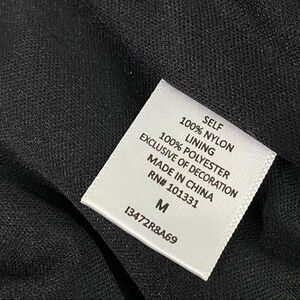 SELF
100% NYLON
LINING
100% POLYESTER
EXCLUSIVE OF DECORATION
MADE IN CHINA
RN# 101331
M
I3472R8A69